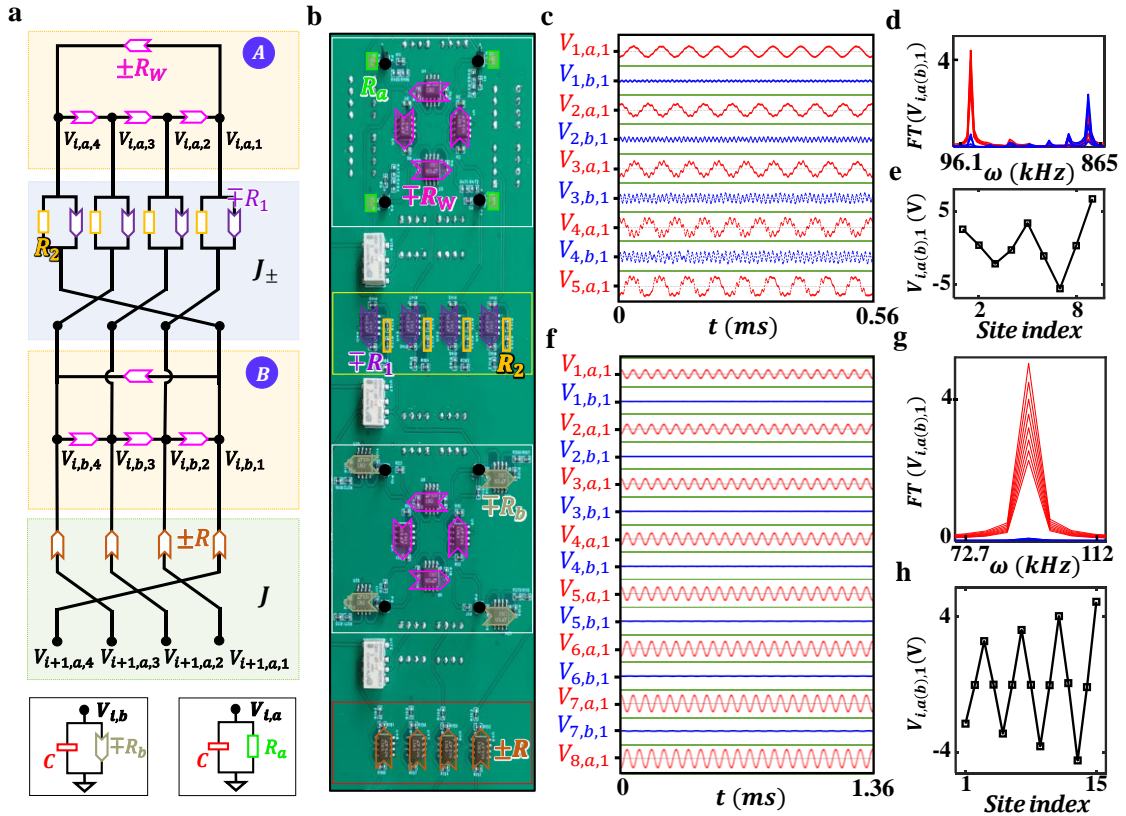 a
A
±R_W
V_{i,a,4} V_{i,a,3} V_{i,a,2} V_{i,a,1}
∓R_1
R_2
J_±
B
V_{i,b,4} V_{i,b,3} V_{i,b,2} V_{i,b,1}
±R
J
V_{i+1,a,4} V_{i+1,a,3} V_{i+1,a,2} V_{i+1,a,1}
V_{i,b}
C
∓R_b
V_{i,a}
C
R_a
b
R_a
∓R_W
∓R_1
R_2
∓R_b
±R
c
V_{1,a,1}
V_{1,b,1}
V_{2,a,1}
V_{2,b,1}
V_{3,a,1}
V_{3,b,1}
V_{4,a,1}
V_{4,b,1}
V_{5,a,1}
0 0.56
t (ms)
d
FT(V_{i,a(b),1})
4
96.1 865
ω (kHz)
e
V_{i,a(b),1} (V)
5
-5
2 8
Site index
f
V_{1,a,1}
V_{1,b,1}
V_{2,a,1}
V_{2,b,1}
V_{3,a,1}
V_{3,b,1}
V_{4,a,1}
V_{4,b,1}
V_{5,a,1}
V_{5,b,1}
V_{6,a,1}
V_{6,b,1}
V_{7,a,1}
V_{7,b,1}
V_{8,a,1}
0 1.36
t (ms)
g
FT (V_{i,a(b),1})
4
0
72.7 112
ω (kHz)
h
V_{i,a(b),1} (V)
4
-4
1 15
Site index